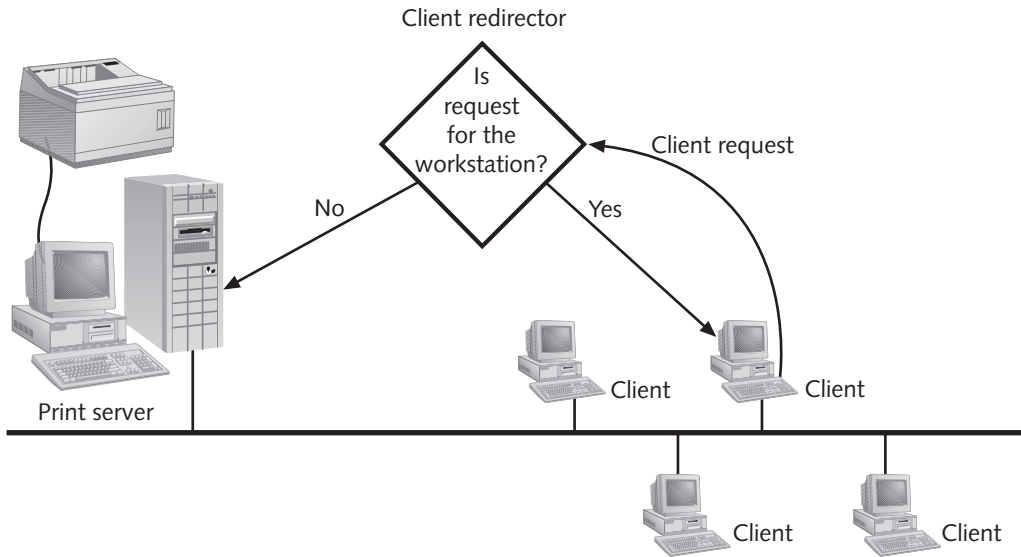 Client redirector
Is
request
for the
workstation?
Client request
No
Yes
Client
Client
Print server
Client
Client